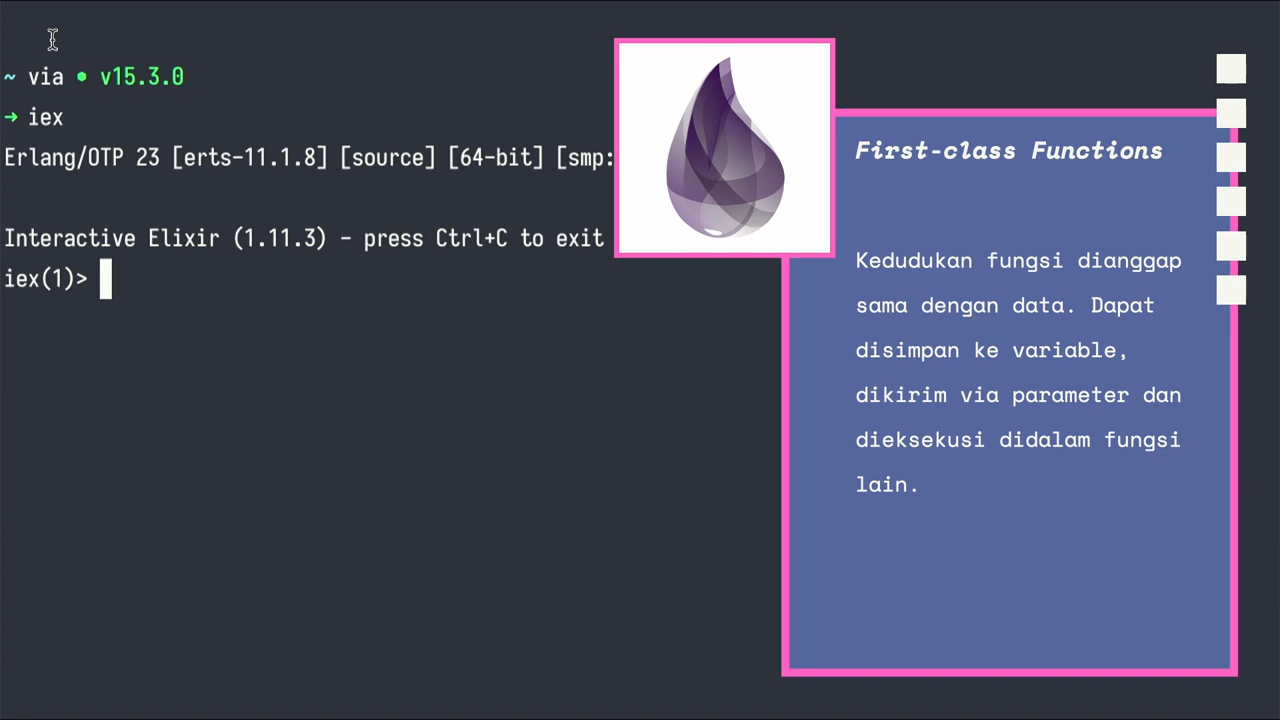 ~ via • v15.3.0
→ iex
Erlang/OTP 23 [erts-11.1.8] [source] [64-bit] [smp:
Interactive Elixir (1.11.3) - press Ctrl+C to exit
iex(1)>
First-class Functions
Kedudukan fungsi dianggap
sama dengan data. Dapat
disimpan ke variable,
dikirim via parameter dan
dieksekusi didalam fungsi
lain.